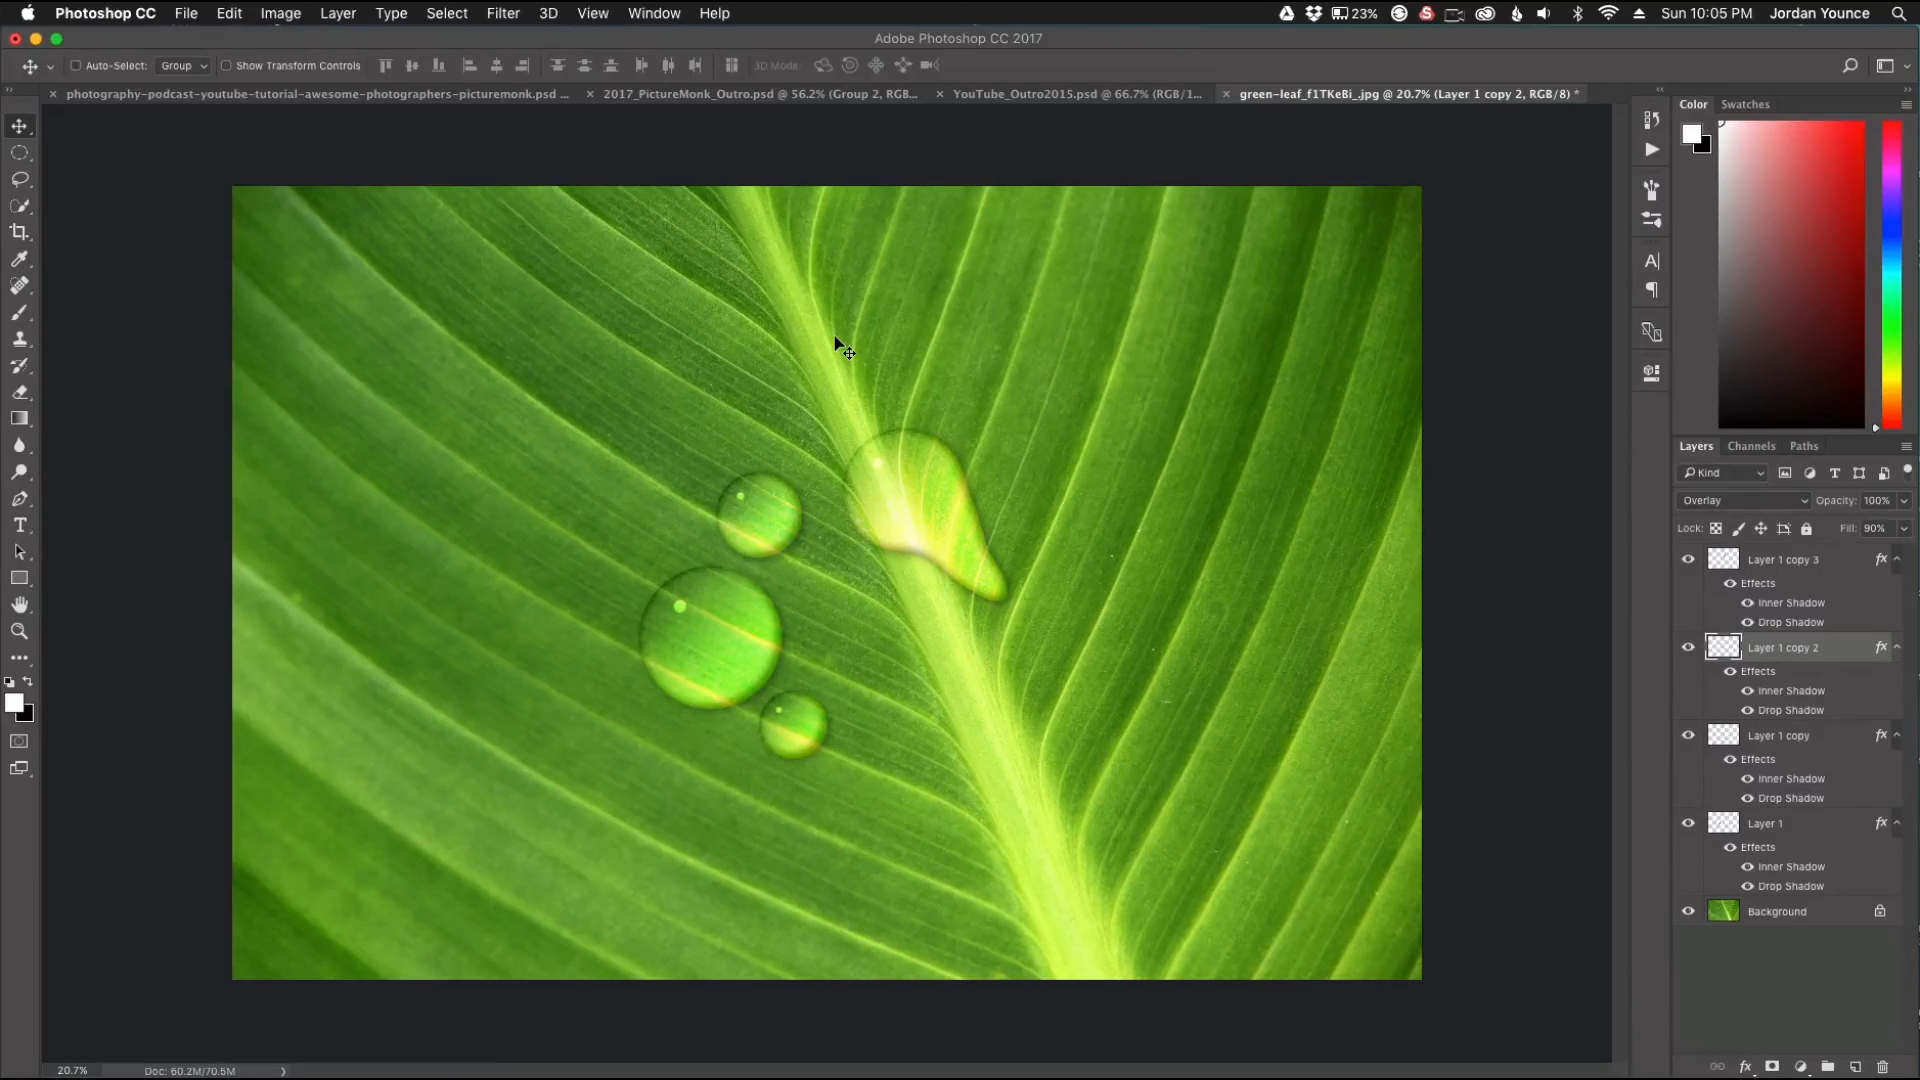 Photoshop CC File Edit Image Layer Type Select Filter 3D View Window Help 23% Sun 10:05 PM Jordan Younce
Adobe Photoshop CC 2017
Auto-Select: Group Show Transform Controls 3D Mode:
photography-podcast-youtube-tutorial-awesome-photographers-picturemonk.psd ... 2017_PictureMonk_Outro.psd @ 56.2% (Group 2, RGB... YouTube_Outro2015.psd @ 66.7% (RGB/1... green-leaf_f1TKeBi_.jpg @ 20.7% (Layer 1 copy 2, RGB/8) *
Color Swatches
Layers Channels Paths
Kind
Overlay Opacity: 100%
Lock: Fill: 90%
Layer 1 copy 3 fx
Effects
Inner Shadow
Drop Shadow
Layer 1 copy 2 fx
Effects
Inner Shadow
Drop Shadow
Layer 1 copy fx
Effects
Inner Shadow
Drop Shadow
Layer 1 fx
Effects
Inner Shadow
Drop Shadow
Background
20.7% Doc: 60.2M/70.5M